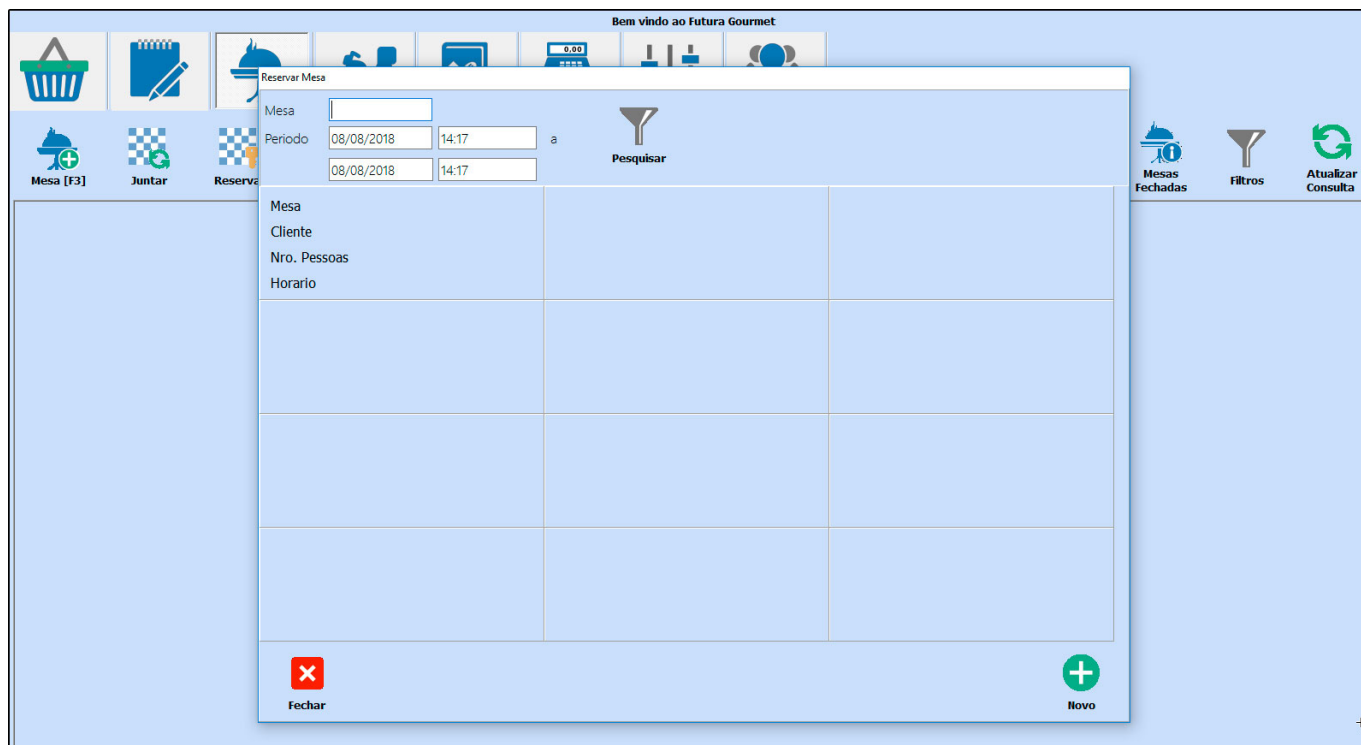 Bem vindo ao Futura Gourmet
0,00
Reservar Mesa
Mesa
Periodo 08/08/2018 14:17 a
08/08/2018 14:17
Pesquisar
Mesa [F3]
Juntar
Reserva
Mesas
Fechadas
Filtros
Atualizar
Consulta
Mesa
Cliente
Nro. Pessoas
Horario
Fechar
Novo